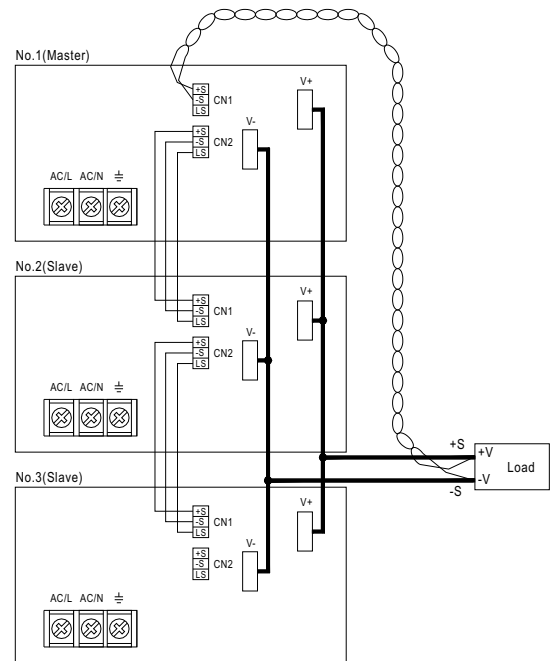 No.1(Master)
+S
-S
LS
CN1
V+
+S
-S
LS
CN2
V-
AC/L AC/N ⏚
No.2(Slave)
+S
-S
LS
CN1
V+
+S
-S
LS
CN2
V-
AC/L AC/N ⏚
+S
+V
Load
-V
-S
No.3(Slave)
+S
-S
LS
CN1
V+
+S
-S
LS
CN2
V-
AC/L AC/N ⏚